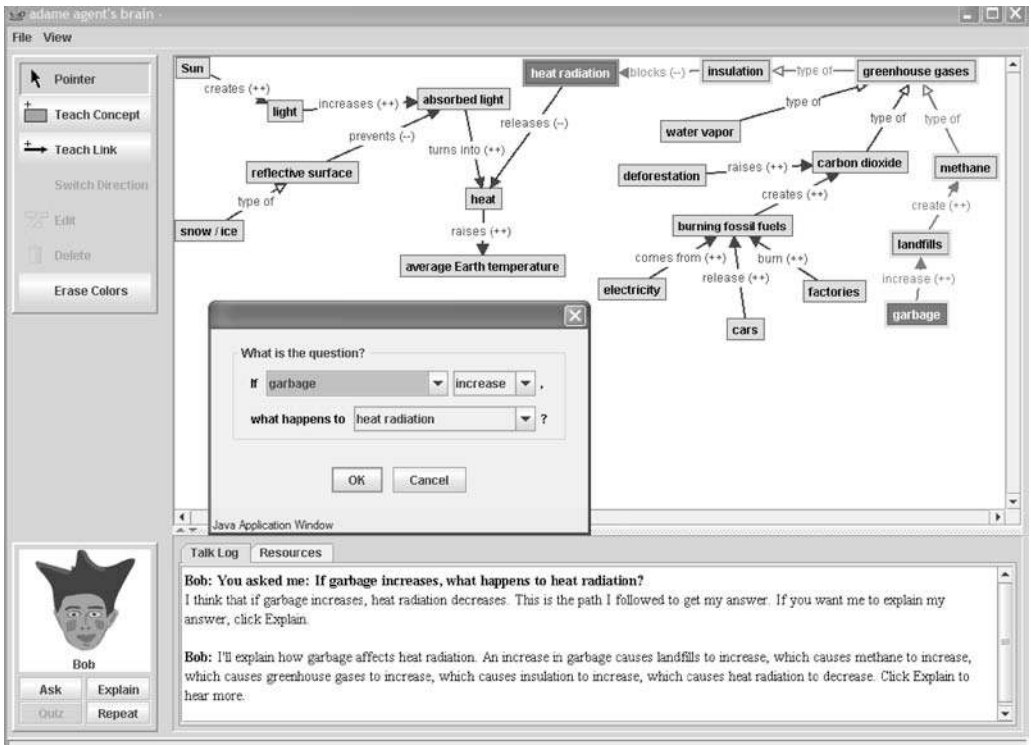 adame agent's brain -
File View
Pointer
Teach Concept
Teach Link
Switch Direction
Edit
Delete
Erase Colors
Sun
creates (++)
light
increases (++)
absorbed light
prevents (--)
reflective surface
type of
snow / ice
turns into (++)
heat
raises (++)
average Earth temperature
heat radiation
releases (--)
blocks (--)
insulation
type of
greenhouse gases
type of
water vapor
type of
type of
deforestation
raises (++)
carbon dioxide
methane
creates (++)
create (++)
burning fossil fuels
landfills
comes from (++)
release (++)
burn (++)
increase (++)
electricity
cars
factories
garbage
What is the question?
If garbage increase ,
what happens to heat radiation ?
OK Cancel
Java Application Window
Talk Log Resources
Bob: You asked me: If garbage increases, what happens to heat radiation?
I think that if garbage increases, heat radiation decreases. This is the path I followed to get my answer. If you want me to explain my
answer, click Explain.
Bob: I'll explain how garbage affects heat radiation. An increase in garbage causes landfills to increase, which causes methane to increase,
which causes greenhouse gases to increase, which causes insulation to increase, which causes heat radiation to decrease. Click Explain to
hear more.
Bob
Ask Explain
Quiz Repeat